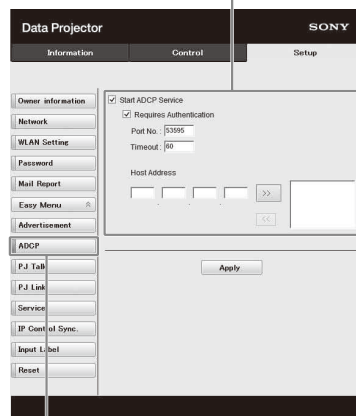 Data Projector
SONY
Information
Control
Setup
Owner information
Network
WLAN Setting
Password
Mail Report
Easy Menu
Advertisement
ADCP
PJ Talk
PJ Link
Service
IP Control Sync.
Input Label
Reset
Start ADCP Service
Requires Authentication
Port No. : 53595
Timeout : 60
Host Address
. . .
>>
<<
Apply